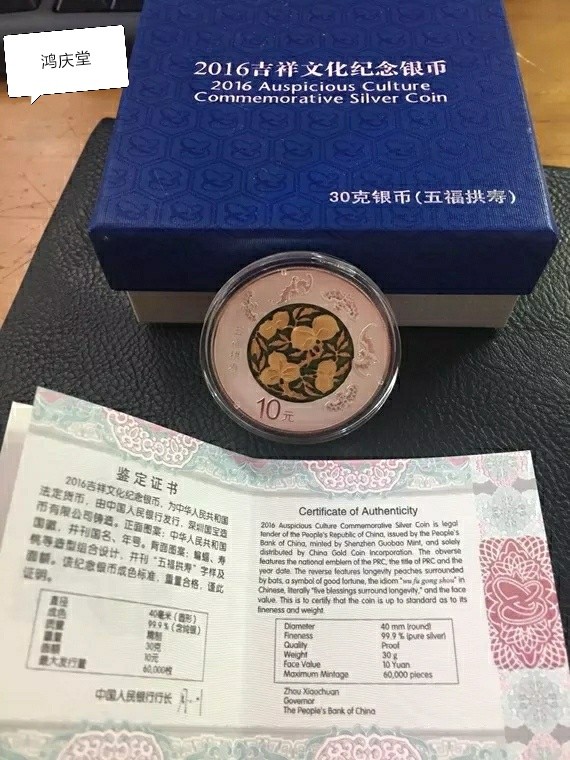 鸿庆堂
2016吉祥文化纪念银币
2016 Auspicious Culture
Commemorative Silver Coin
30克银币(五福拱寿)
10元
鉴定证书
2016吉祥文化纪念银币,为中华人民共和国
法定货币,由中国人民银行发行,深圳国宝造
币有限公司铸造。正面图案:中华人民共和国
国徽,并刊国名、年号。背面图案:蝙蝠、寿
桃等造型组合设计,并刊“五福拱寿”字样及
面额。该纪念银币成色标准,重量合格,谨此
证明。
直径 40毫米(圆形)
成色 99.9%(含纯银)
质量 精制
重量 30克
面额 10元
最大发行量 60,000枚
中国人民银行行长
Certificate of Authenticity
2016 Auspicious Culture Commemorative Silver Coin is legal
tender of the People's Republic of China, issued by the People's
Bank of China, minted by Shenzhen Guobao Mint, and solely
distributed by China Gold Coin Incorporation. The obverse
features the national emblem of the PRC, the title of PRC and the
year date. The reverse features longevity peaches surrounded
by bats, a symbol of good fortune, the idiom "wu fu gong shou" in
Chinese, literally "five blessings surround longevity," and the face
value. This is to certify that the coin is up to standard as to its
fineness and weight.
Diameter 40 mm (round)
Fineness 99.9 % (pure silver)
Quality Proof
Weight 30 g
Face Value 10 Yuan
Maximum Mintage 60,000 pieces
Zhou Xiaochuan
Governor
The People's Bank of China